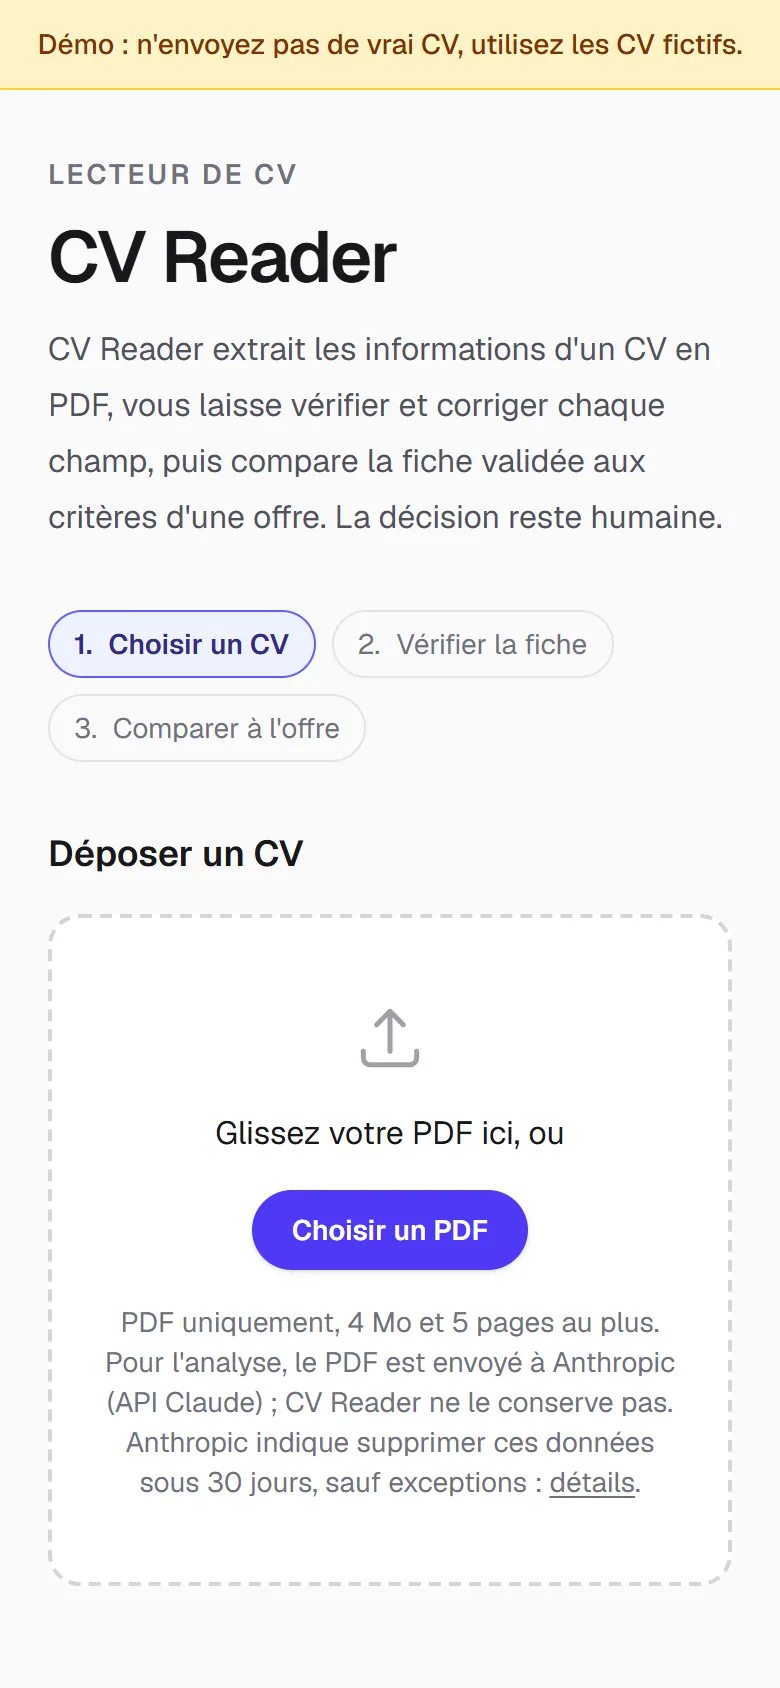 Démo : n'envoyez pas de vrai CV, utilisez les CV fictifs.
LECTEUR DE CV
CV Reader
CV Reader extrait les informations d'un CV en
PDF, vous laisse vérifier et corriger chaque
champ, puis compare la fiche validée aux
critères d'une offre. La décision reste humaine.
1. Choisir un CV
2. Vérifier la fiche
3. Comparer à l'offre
Déposer un CV
Glissez votre PDF ici, ou
Choisir un PDF
PDF uniquement, 4 Mo et 5 pages au plus.
Pour l'analyse, le PDF est envoyé à Anthropic
(API Claude) ; CV Reader ne le conserve pas.
Anthropic indique supprimer ces données
sous 30 jours, sauf exceptions : détails.